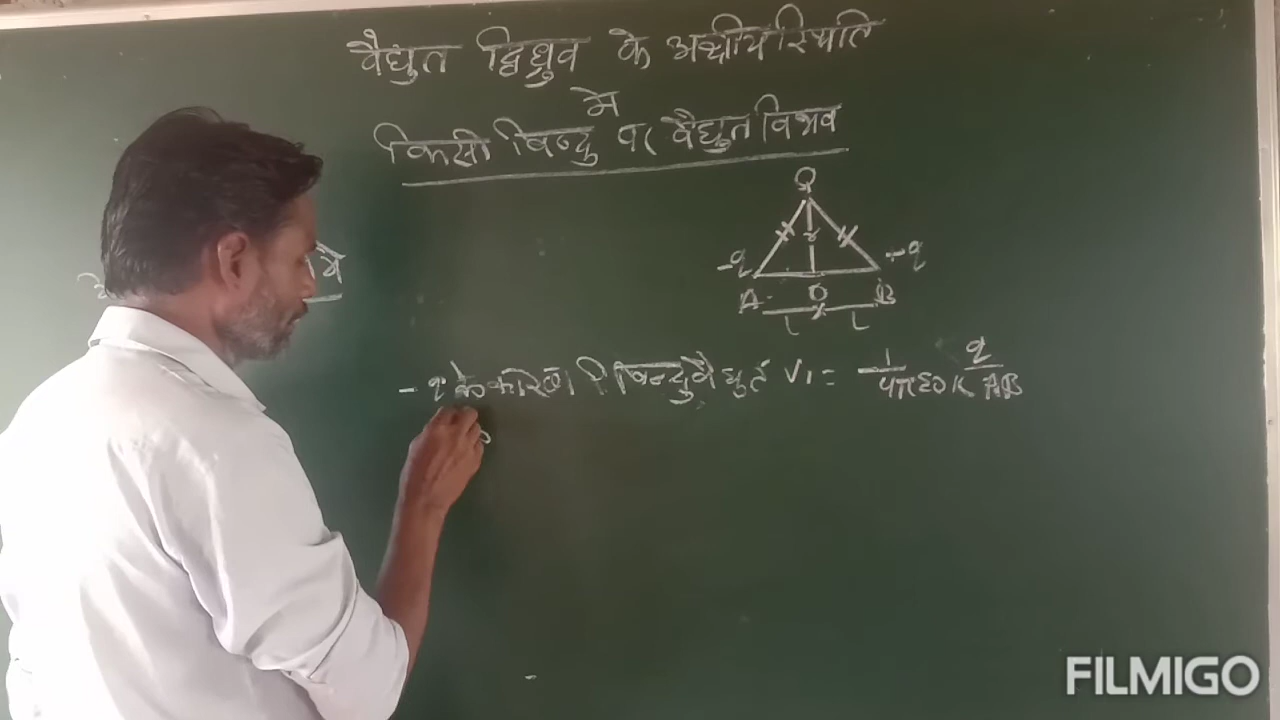 वैद्युत द्विध्रुव के अक्षीय स्थिति
में
किसी बिन्दु पर वैद्युत विभव
Q
-q
+q
A
O
B
l
l
-q के कारण बिन्दु वैद्युत V1 = 1/4πε0K q/AB
FILMIGO